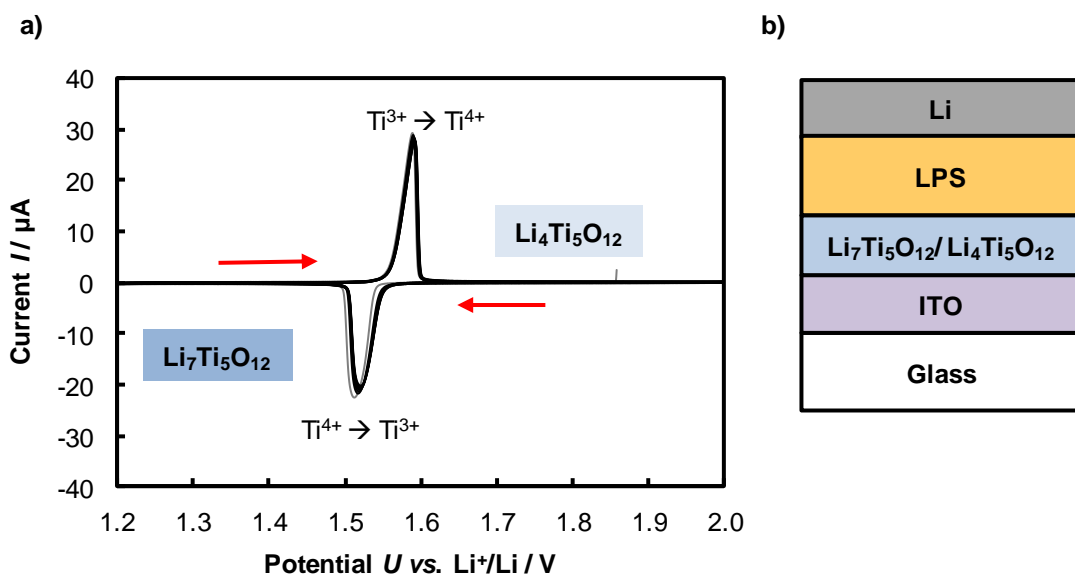 a)
b)
40
30
20
10
0
-10
-20
-30
-40
Current I / µA
Ti³⁺ → Ti⁴⁺
Li₄Ti₅O₁₂
Li₇Ti₅O₁₂
Ti⁴⁺ → Ti³⁺
1.2 1.3 1.4 1.5 1.6 1.7 1.8 1.9 2.0
Potential U vs. Li⁺/Li / V
Li
LPS
Li₇Ti₅O₁₂/ Li₄Ti₅O₁₂
ITO
Glass